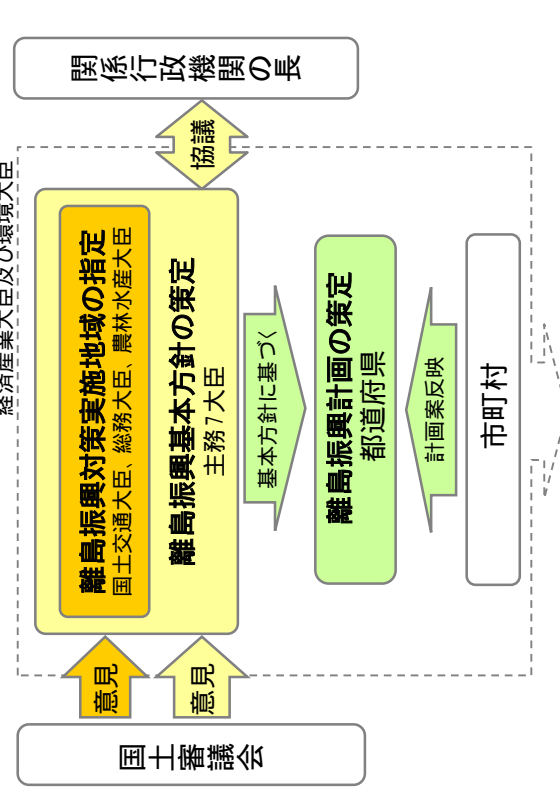 経済産業大臣及び環境大臣
国土審議会
意見
意見
離島振興対策実施地域の指定
国土交通大臣、総務大臣、農林水産大臣
離島振興基本方針の策定
主務7大臣
協議
関係行政機関の長
基本方針に基づく
離島振興計画の策定
都道府県
計画案反映
市町村